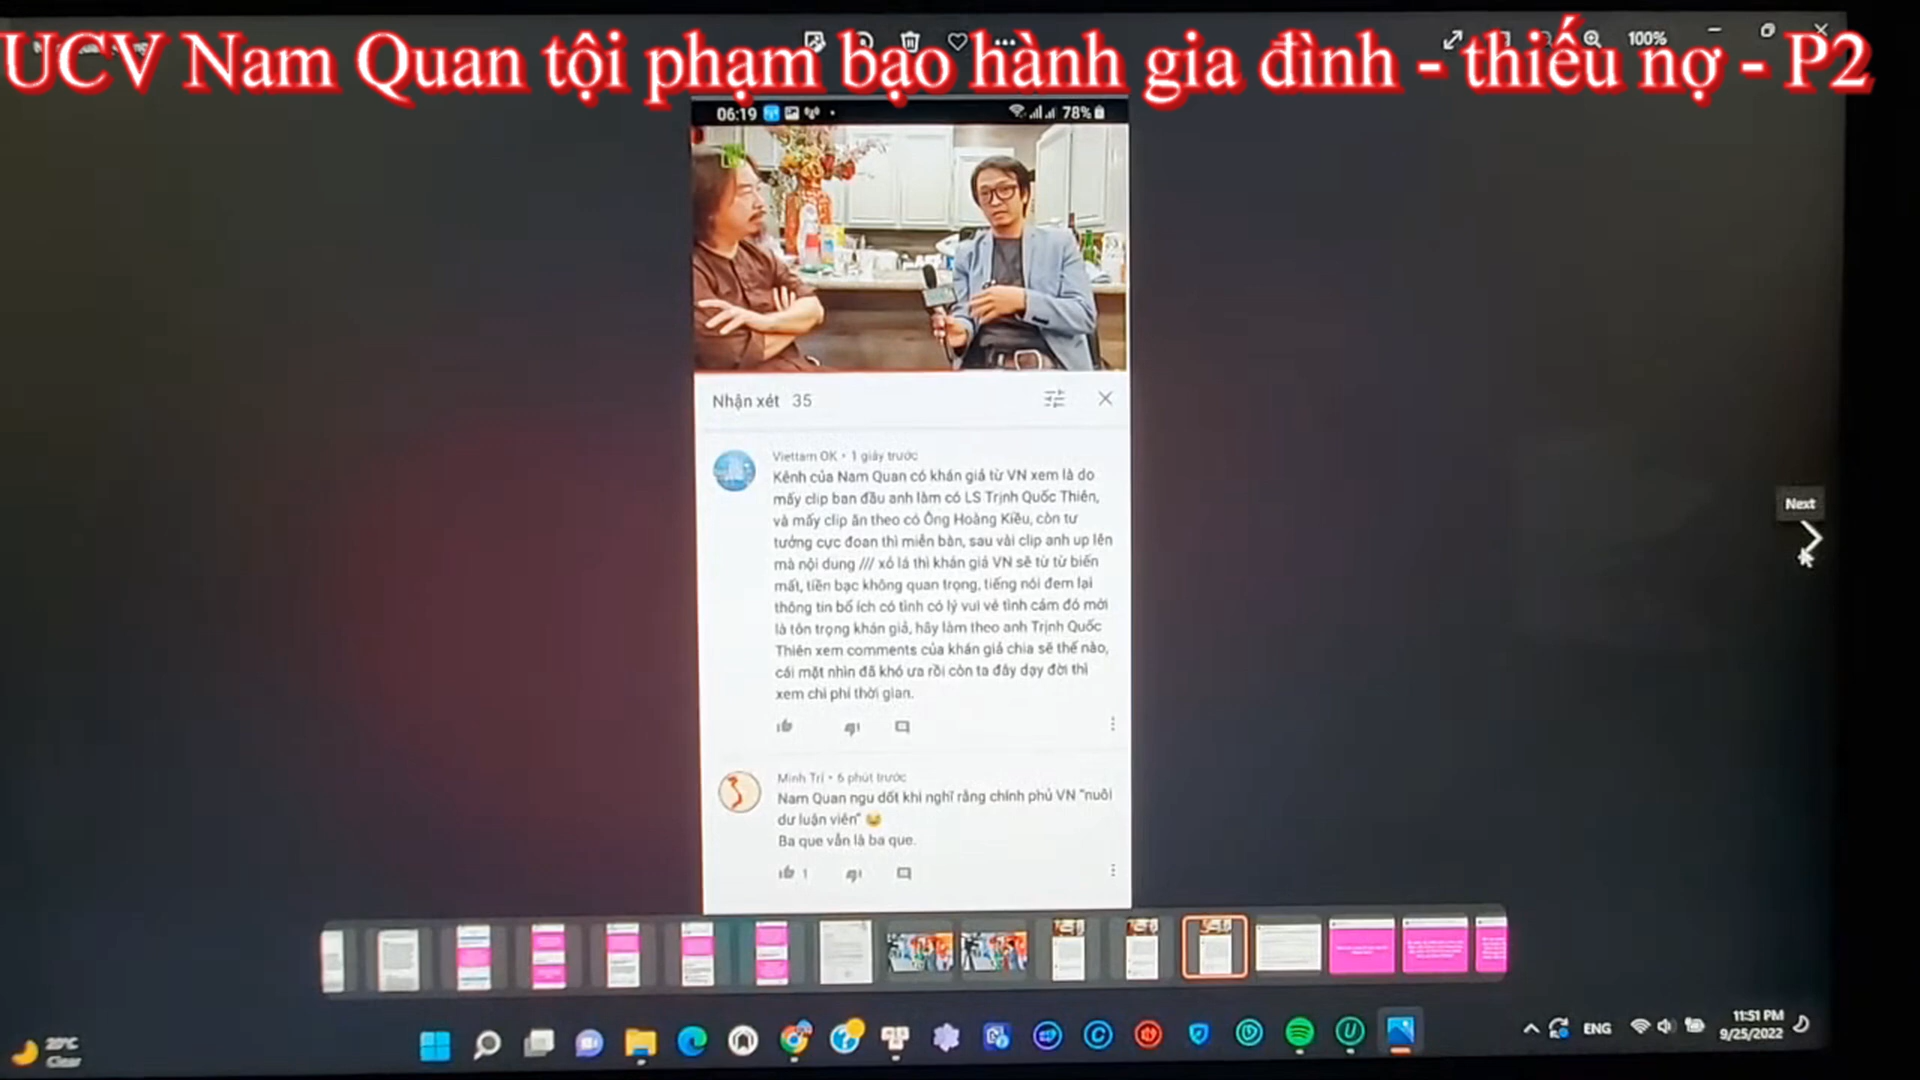 UCV Nam Quan tội phạm bạo hành gia đình - thiếu nợ - P2
100%
06:19
78%
Nhận xét 35
Viettam OK • 1 giây trước
Kênh của Nam Quan có khán giả từ VN xem là do
mấy clip ban đầu anh làm có LS Trịnh Quốc Thiên,
và mấy clip ăn theo có Ông Hoàng Kiều, còn tư
tưởng cực đoan thì miễn bàn, sau vài clip anh up lên
mà nội dung /// xỏ lá thì khán giả VN sẽ từ từ biến
mất, tiền bạc không quan trọng, tiếng nói đem lại
thông tin bổ ích có tình có lý vui vẻ tình cảm đó mới
là tôn trọng khán giả, hãy làm theo anh Trịnh Quốc
Thiên xem comments của khán giả chia sẽ thế nào,
cái mặt nhìn đã khó ưa rồi còn ta đây dạy đời thì
xem chi phí thời gian.
Minh Trí • 6 phút trước
Nam Quan ngu dốt khi nghĩ rằng chính phủ VN "nuôi
dư luận viên" 😂
Ba que vẫn là ba que.
1
Next
20°C
Clear
ENG
11:51 PM
9/25/2022